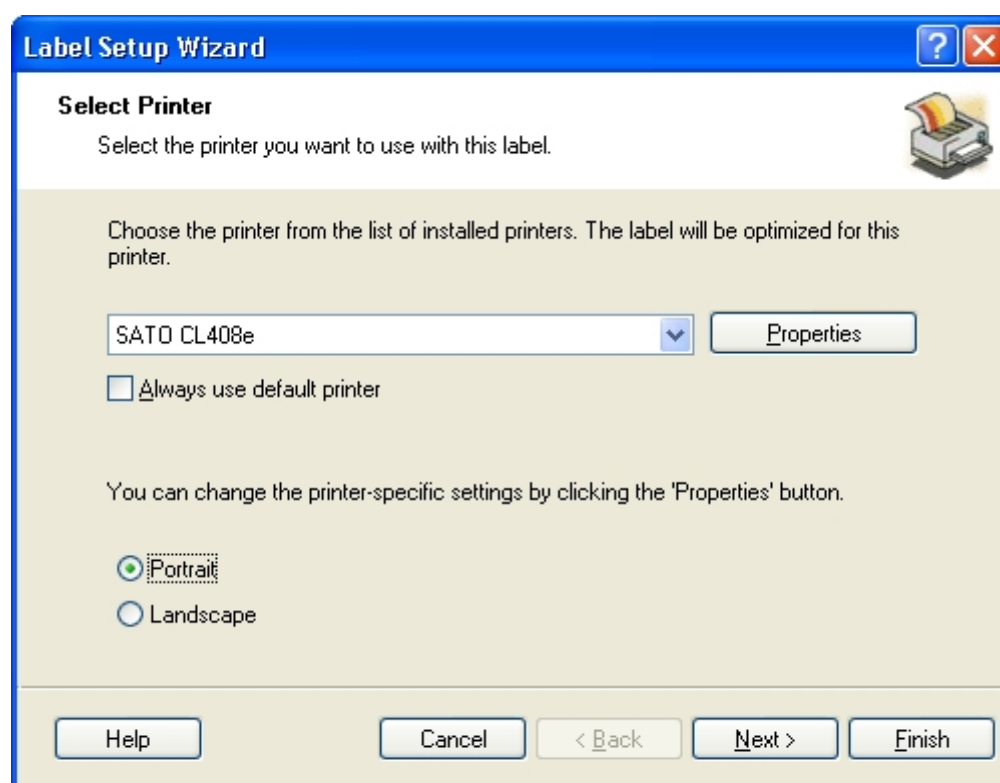 Label Setup Wizard
?
Select Printer
Select the printer you want to use with this label.
Choose the printer from the list of installed printers. The label will be optimized for this
printer.
SATO CL408e
Properties
Always use default printer
You can change the printer-specific settings by clicking the 'Properties' button.
Portrait
Landscape
Help
Cancel
< Back
Next >
Finish